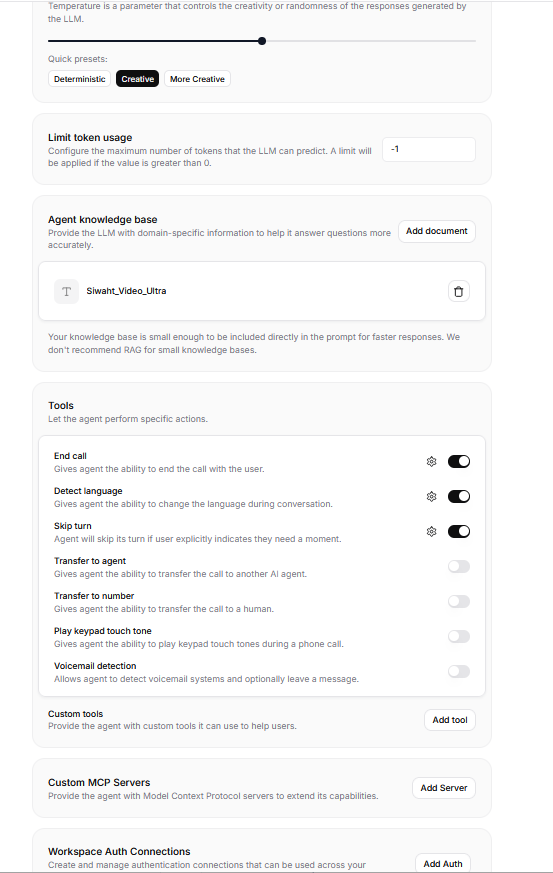 Temperature is a parameter that controls the creativity or randomness of the responses generated by
the LLM.
Quick presets:
Deterministic Creative More Creative
Limit token usage
Configure the maximum number of tokens that the LLM can predict. A limit will
be applied if the value is greater than 0.
-1
Agent knowledge base
Provide the LLM with domain-specific information to help it answer questions more
accurately.
Add document
Siwaht_Video_Ultra
Your knowledge base is small enough to be included directly in the prompt for faster responses. We
don't recommend RAG for small knowledge bases.
Tools
Let the agent perform specific actions.
End call
Gives agent the ability to end the call with the user.
Detect language
Gives agent the ability to change the language during conversation.
Skip turn
Agent will skip its turn if user explicitly indicates they need a moment.
Transfer to agent
Gives agent the ability to transfer the call to another AI agent.
Transfer to number
Gives agent the ability to transfer the call to a human.
Play keypad touch tone
Gives agent the ability to play keypad touch tones during a phone call.
Voicemail detection
Allows agent to detect voicemail systems and optionally leave a message.
Custom tools
Provide the agent with custom tools it can use to help users.
Add tool
Custom MCP Servers
Provide the agent with Model Context Protocol servers to extend its capabilities.
Add Server
Workspace Auth Connections
Create and manage authentication connections that can be used across your
Add Auth